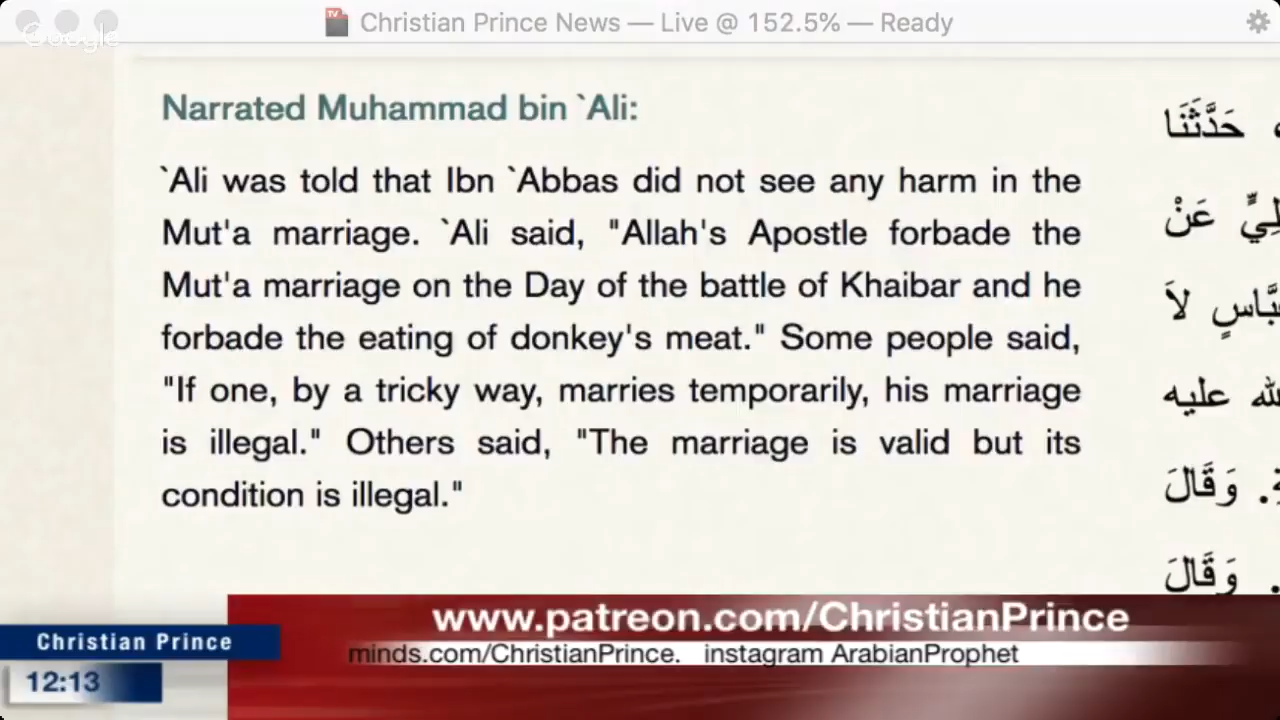 Christian Prince News — Live @ 152.5% — Ready
Google
Narrated Muhammad bin `Ali:
`Ali was told that Ibn `Abbas did not see any harm in the
Mut'a marriage. `Ali said, "Allah's Apostle forbade the
Mut'a marriage on the Day of the battle of Khaibar and he
forbade the eating of donkey's meat." Some people said,
"If one, by a tricky way, marries temporarily, his marriage
is illegal." Others said, "The marriage is valid but its
condition is illegal."
حَدَّثَنَا
عَنْ
لاَ
الله عليه
وَقَالَ
وَقَالَ
www.patreon.com/ChristianPrince
Christian Prince
minds.com/ChristianPrince. instagram ArabianProphet
12:13